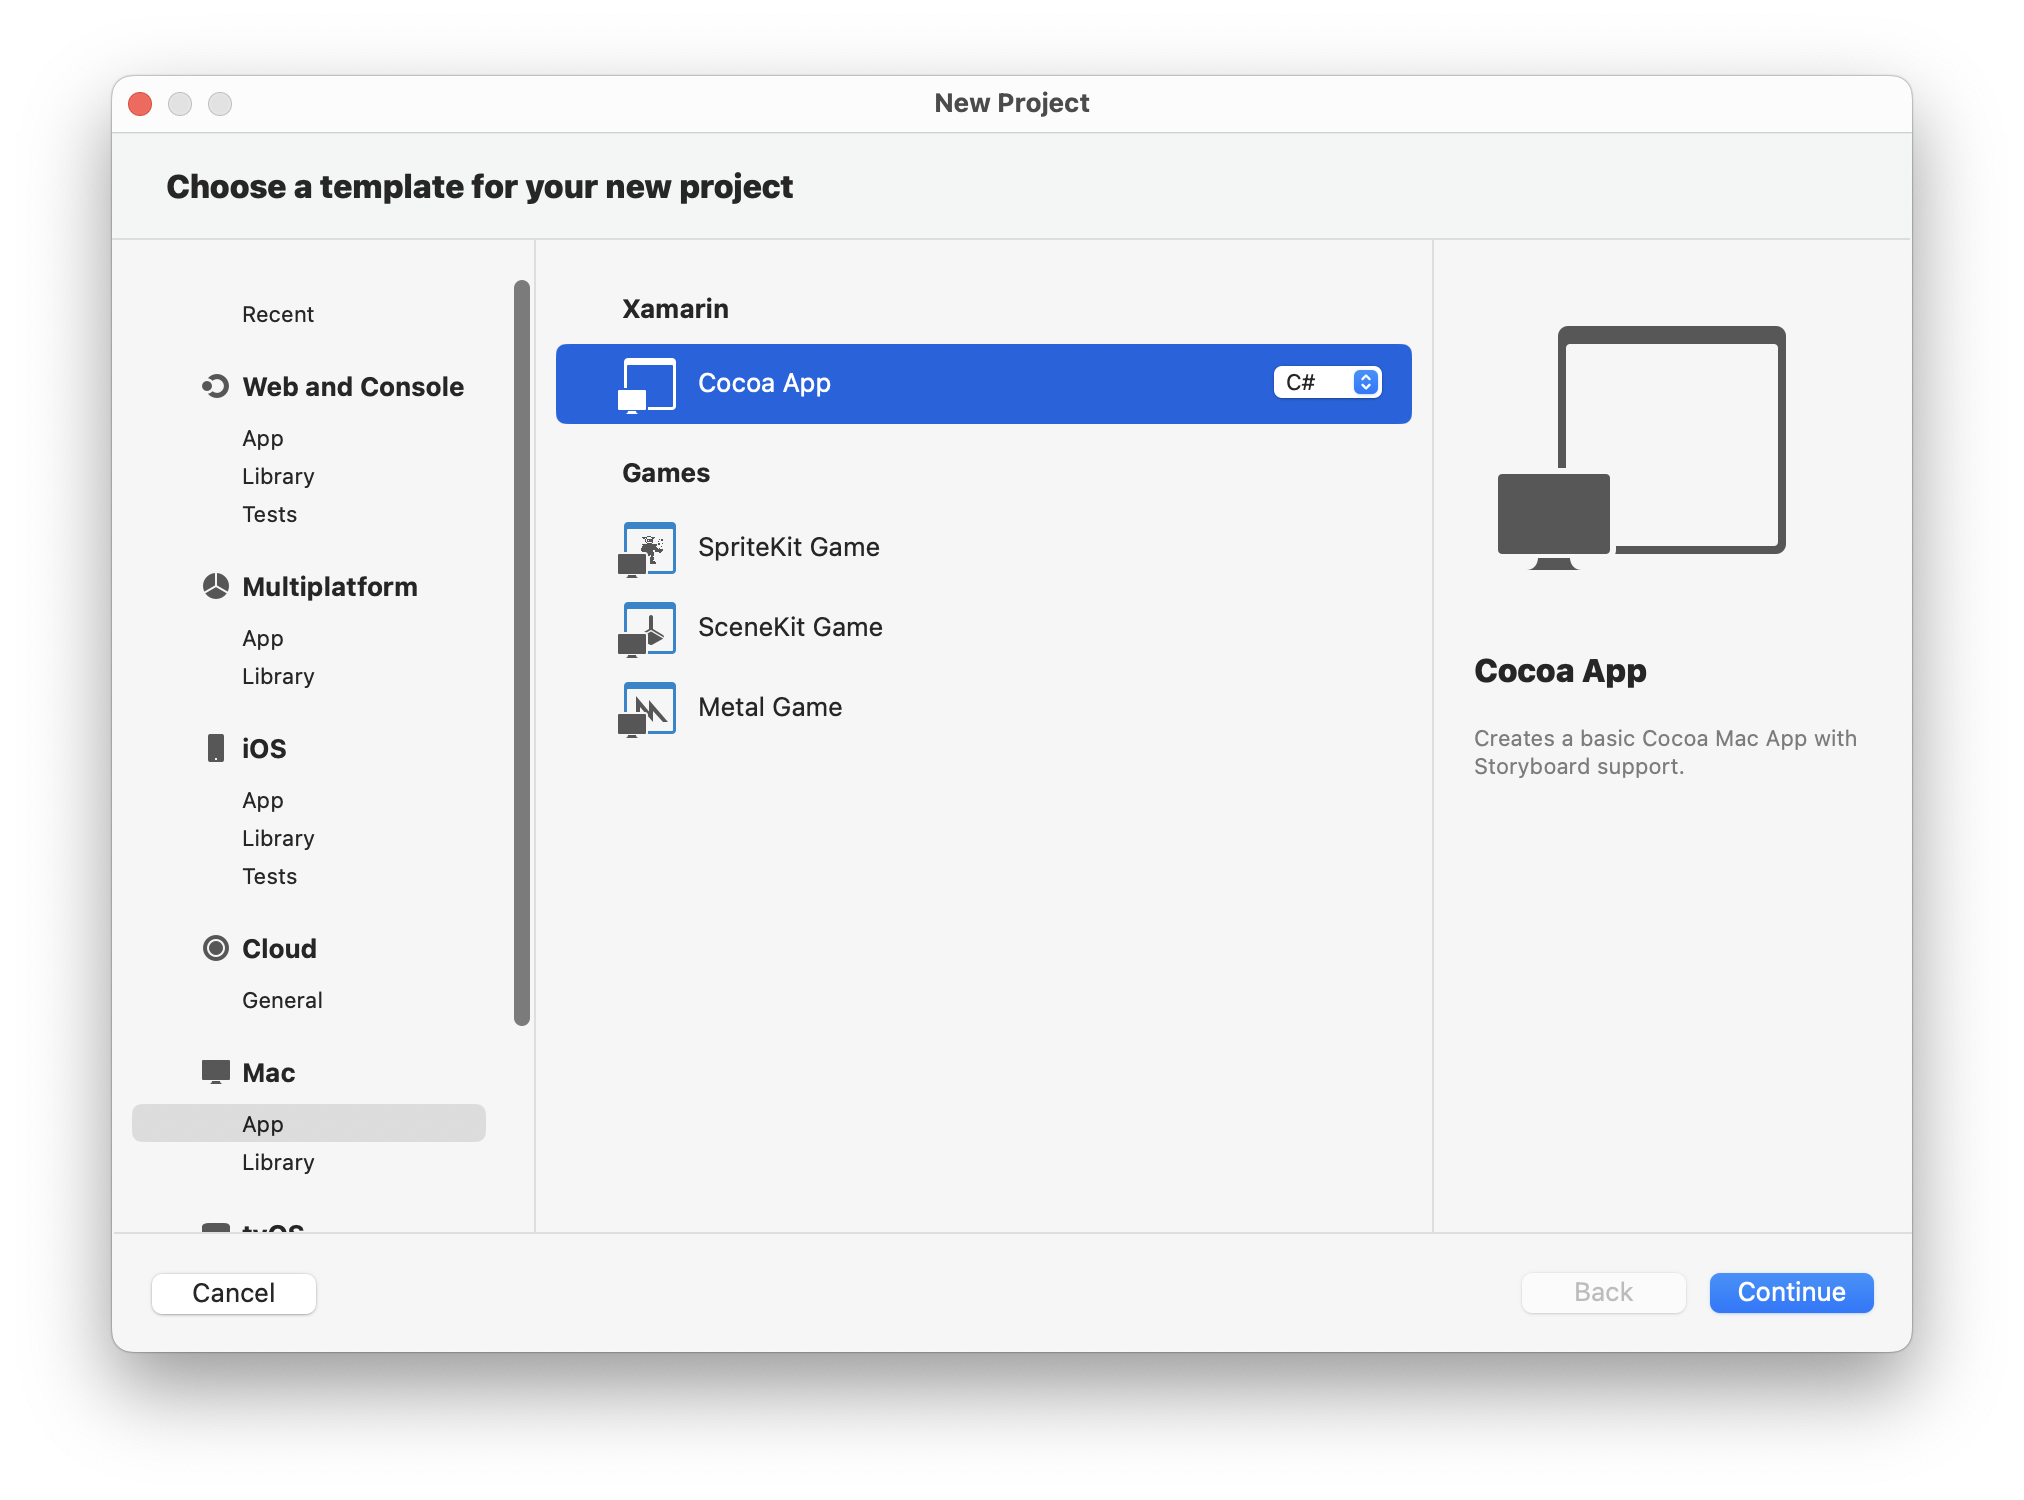 New Project
Choose a template for your new project
Recent
Web and Console
App
Library
Tests
Multiplatform
App
Library
iOS
App
Library
Tests
Cloud
General
Mac
App
Library
tvOS
Xamarin
Cocoa App
C#
Games
SpriteKit Game
SceneKit Game
Metal Game
Cocoa App
Creates a basic Cocoa Mac App with
Storyboard support.
Cancel
Back
Continue